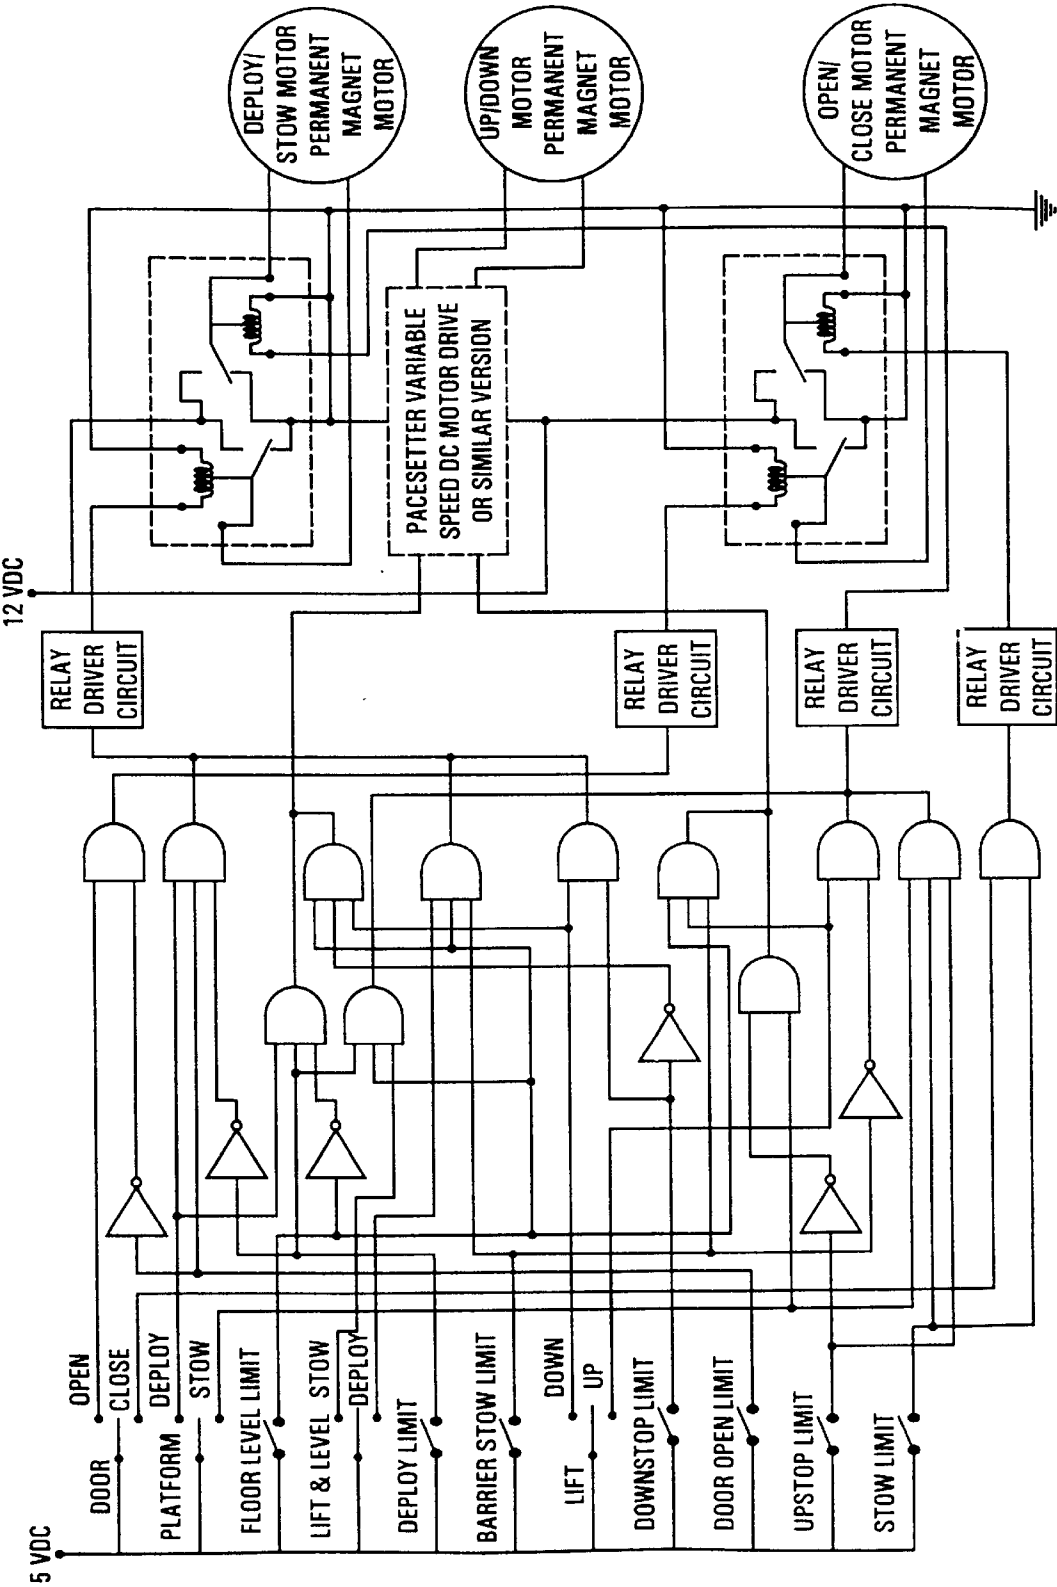 5 VDC
DOOR
OPEN
CLOSE
PLATFORM
DEPLOY
STOW
FLOOR LEVEL LIMIT
LIFT & LEVEL
STOW
DEPLOY
DEPLOY LIMIT
BARRIER STOW LIMIT
LIFT
DOWN
UP
DOWNSTOP LIMIT
DOOR OPEN LIMIT
UPSTOP LIMIT
STOW LIMIT
12 VDC
RELAY
DRIVER
CIRCUIT
RELAY
DRIVER
CIRCUIT
RELAY
DRIVER
CIRCUIT
RELAY
DRIVER
CIRCUIT
PACESETTER VARIABLE
SPEED DC MOTOR DRIVE
OR SIMILAR VERSION
DEPLOY/
STOW MOTOR
PERMANENT
MAGNET
MOTOR
UP/DOWN
MOTOR
PERMANENT
MAGNET
MOTOR
OPEN/
CLOSE MOTOR
PERMANENT
MAGNET
MOTOR